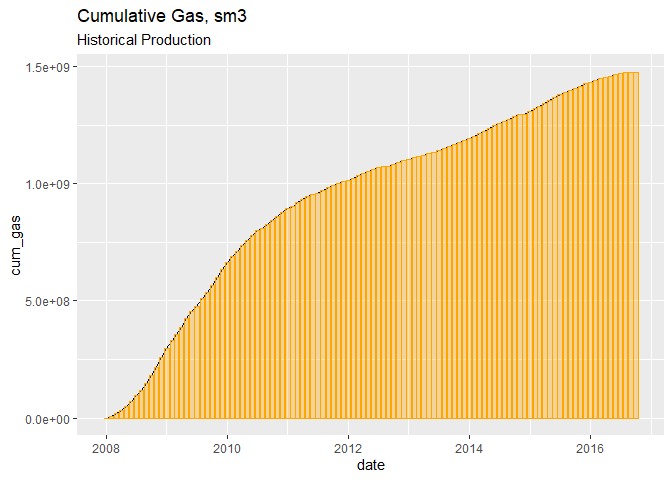 Cumulative Gas, sm3
Historical Production
1.5e+09
1.0e+09
5.0e+08
0.0e+00
cum_gas
2008 2010 2012 2014 2016
date